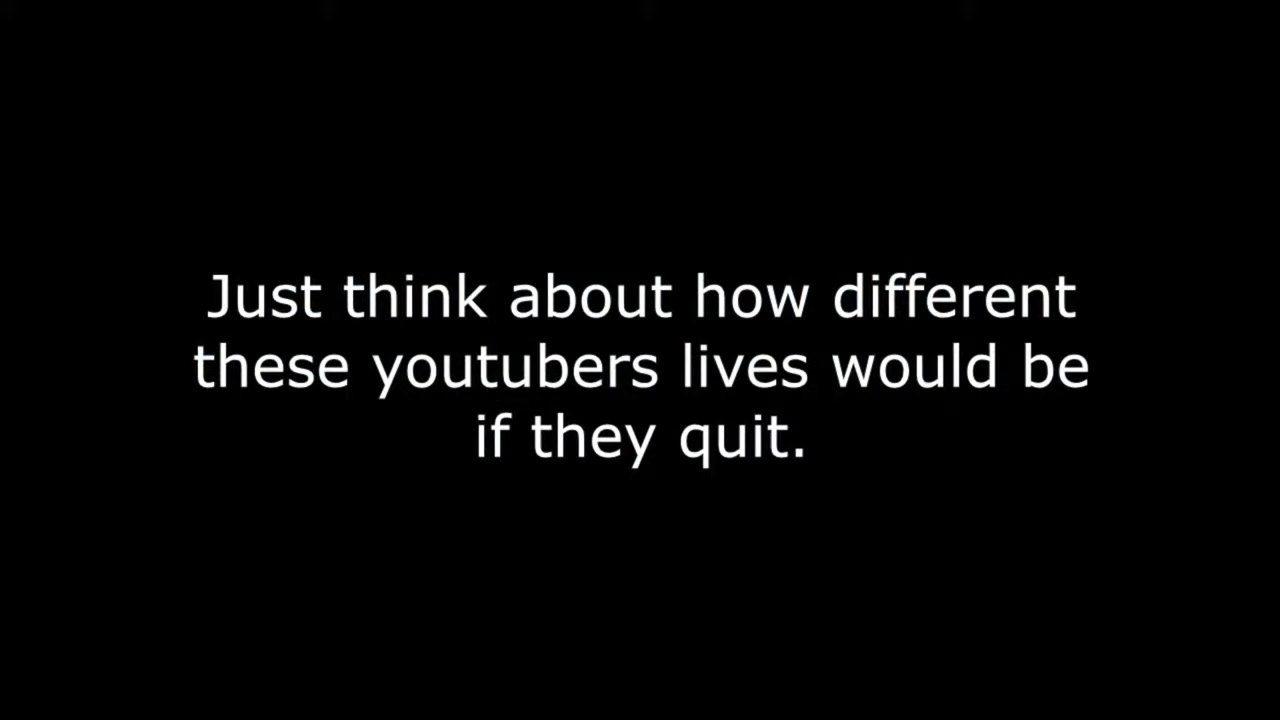 Just think about how different
these youtubers lives would be
if they quit.